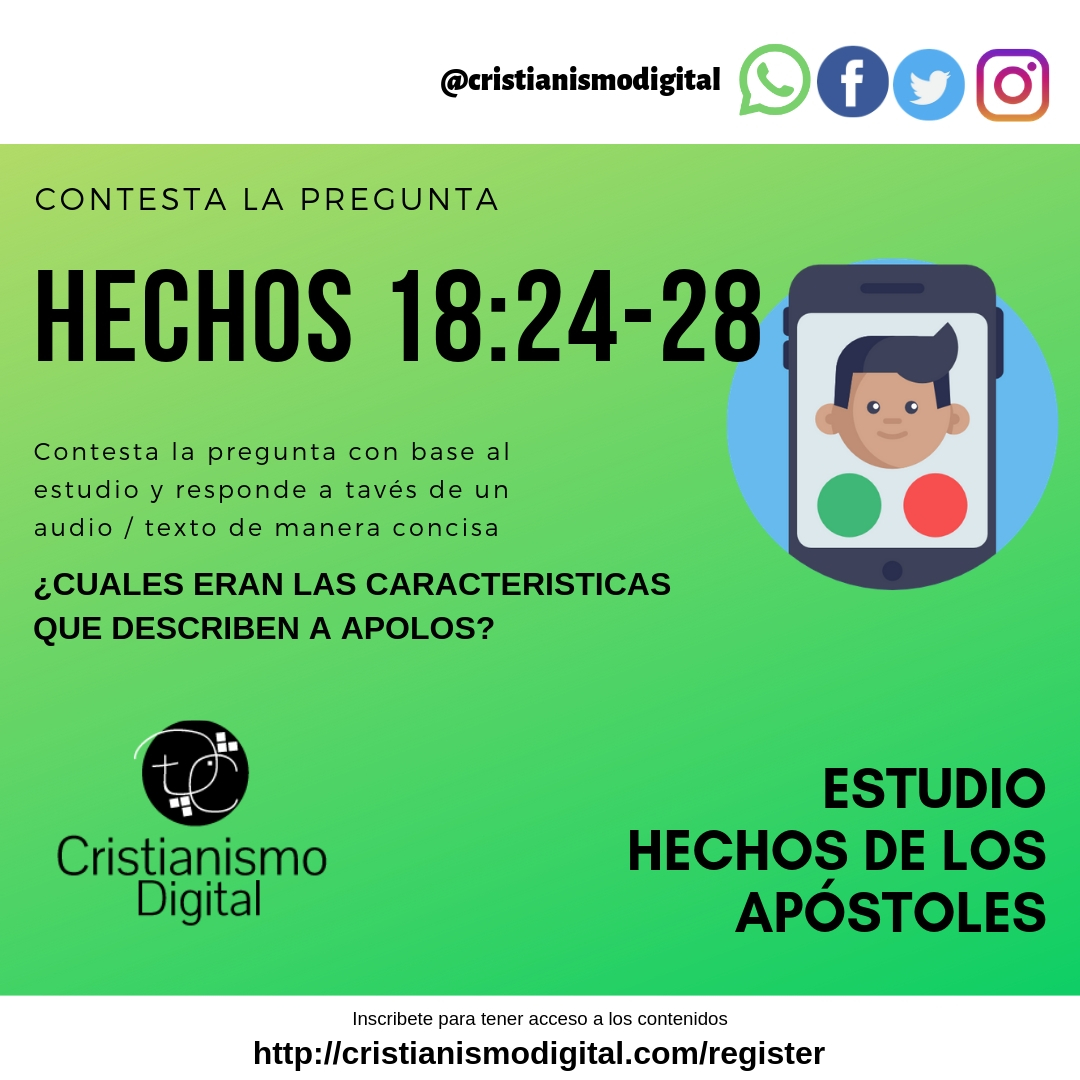 @cristianismodigital
CONTESTA LA PREGUNTA
HECHOS 18:24-28
Contesta la pregunta con base al
estudio y responde a tavés de un
audio / texto de manera concisa
¿CUALES ERAN LAS CARACTERISTICAS
QUE DESCRIBEN A APOLOS?
Cristianismo
Digital
ESTUDIO
HECHOS DE LOS
APÓSTOLES
Inscribete para tener acceso a los contenidos
http://cristianismodigital.com/register